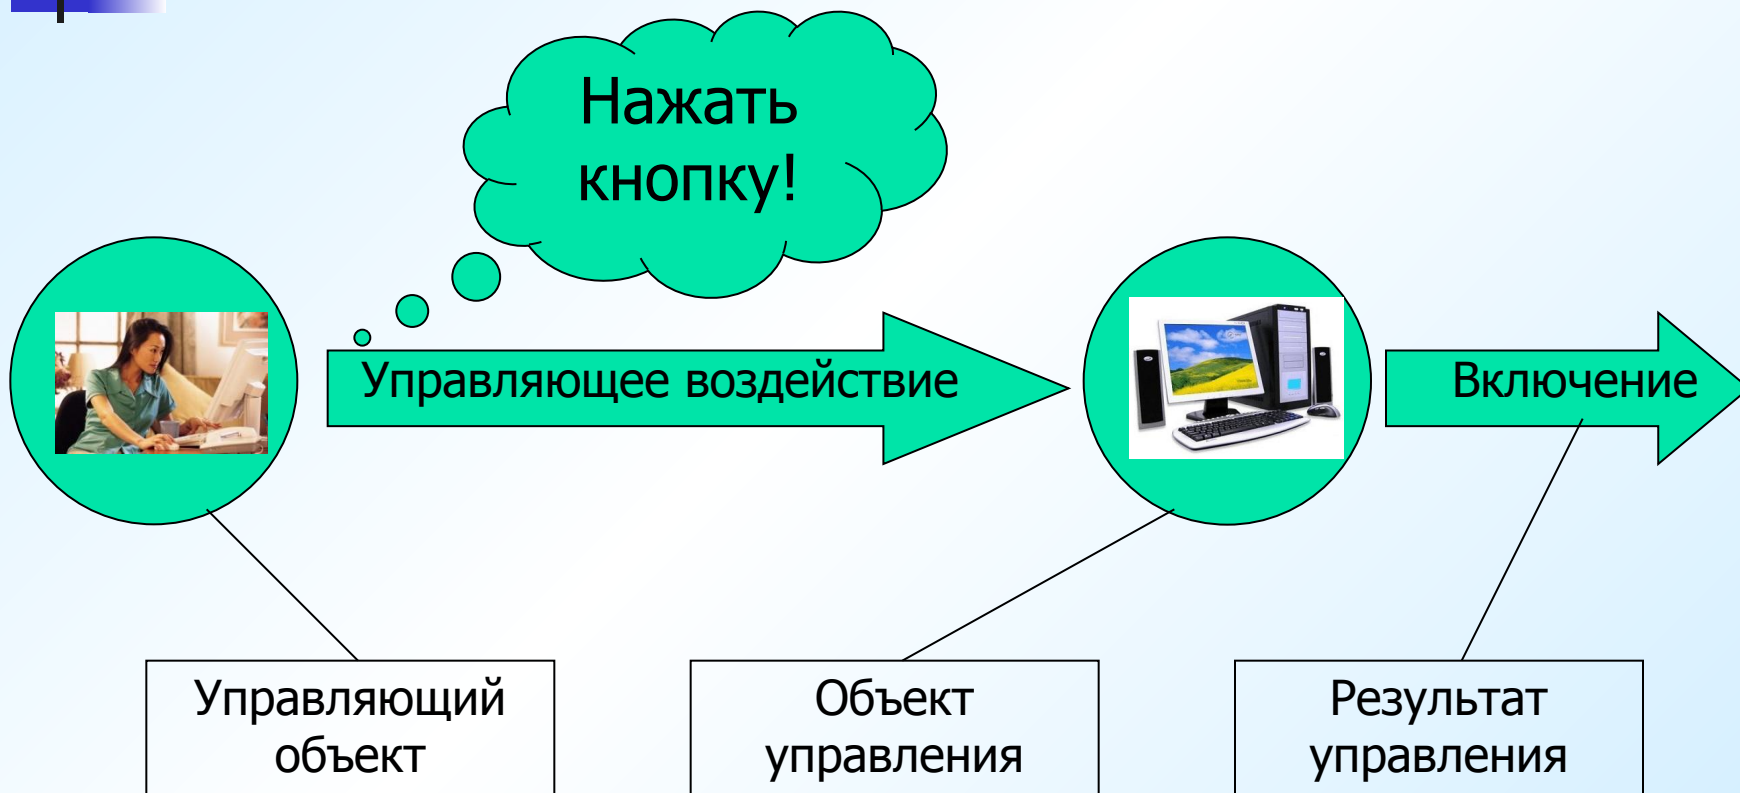 Нажать
кнопку!
Управляющее воздействие
Включение
Управляющий
объект
Объект
управления
Результат
управления